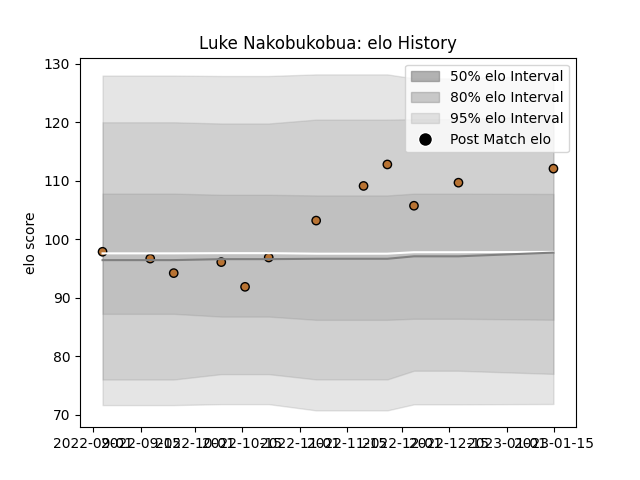 Luke Nakobukobua: elo History
130
120
110
100
90
80
70
elo score
50% elo Interval
80% elo Interval
95% elo Interval
Post Match elo
2022-09-01 2022-09-15 2022-10-01 2022-10-15 2022-11-01 2022-11-15 2022-12-01 2022-12-15 2023-01-01 2023-01-15